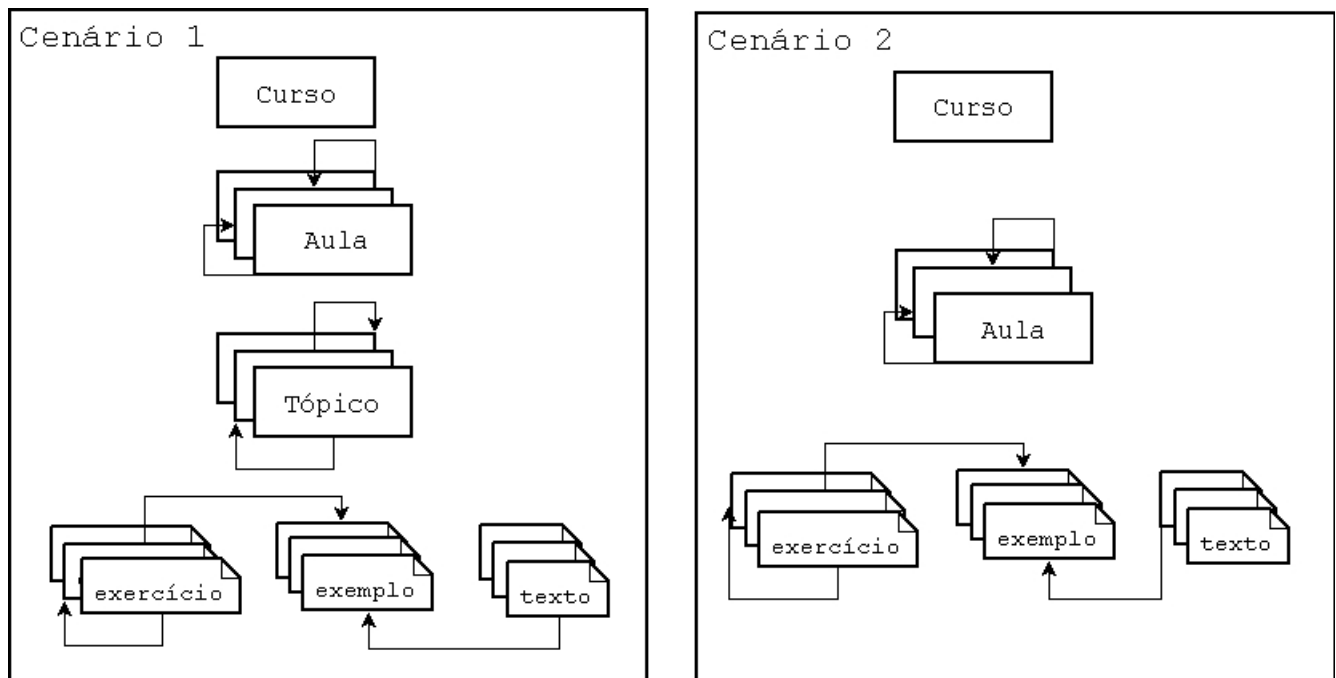 Cenário 1
Curso
Aula
Tópico
exercício
exemplo
texto
Cenário 2
Curso
Aula
exercício
exemplo
texto